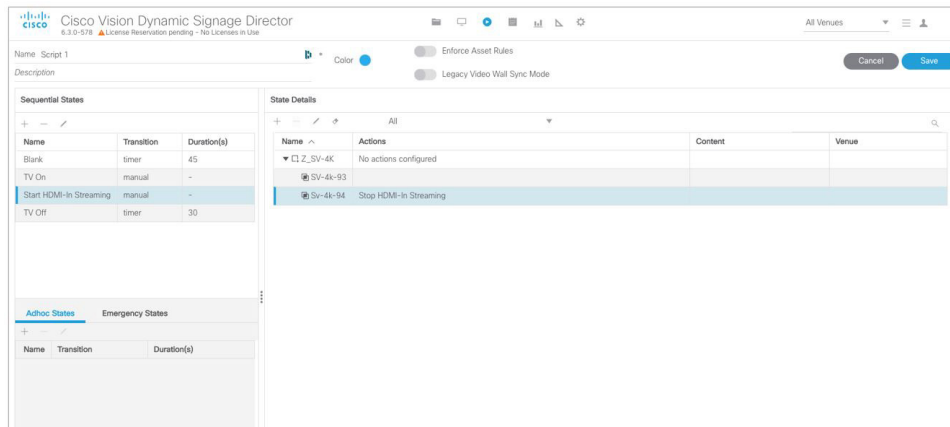 CISCO
Cisco Vision Dynamic Signage Director
6.3.0-578 License Reservation pending - No Licenses in Use
All Venues
Name Script 1 * Color
Enforce Asset Rules
Description
Legacy Video Wall Sync Mode
Cancel Save
Sequential States
Name Transition Duration(s)
Blank timer 45
TV On manual -
Start HDMI-In Streaming manual -
TV Off timer 30
Adhoc States Emergency States
Name Transition Duration(s)
State Details
All
Name Actions Content Venue
Z_SV-4K No actions configured
SV-4k-93
Sv-4k-94 Stop HDMI-In Streaming